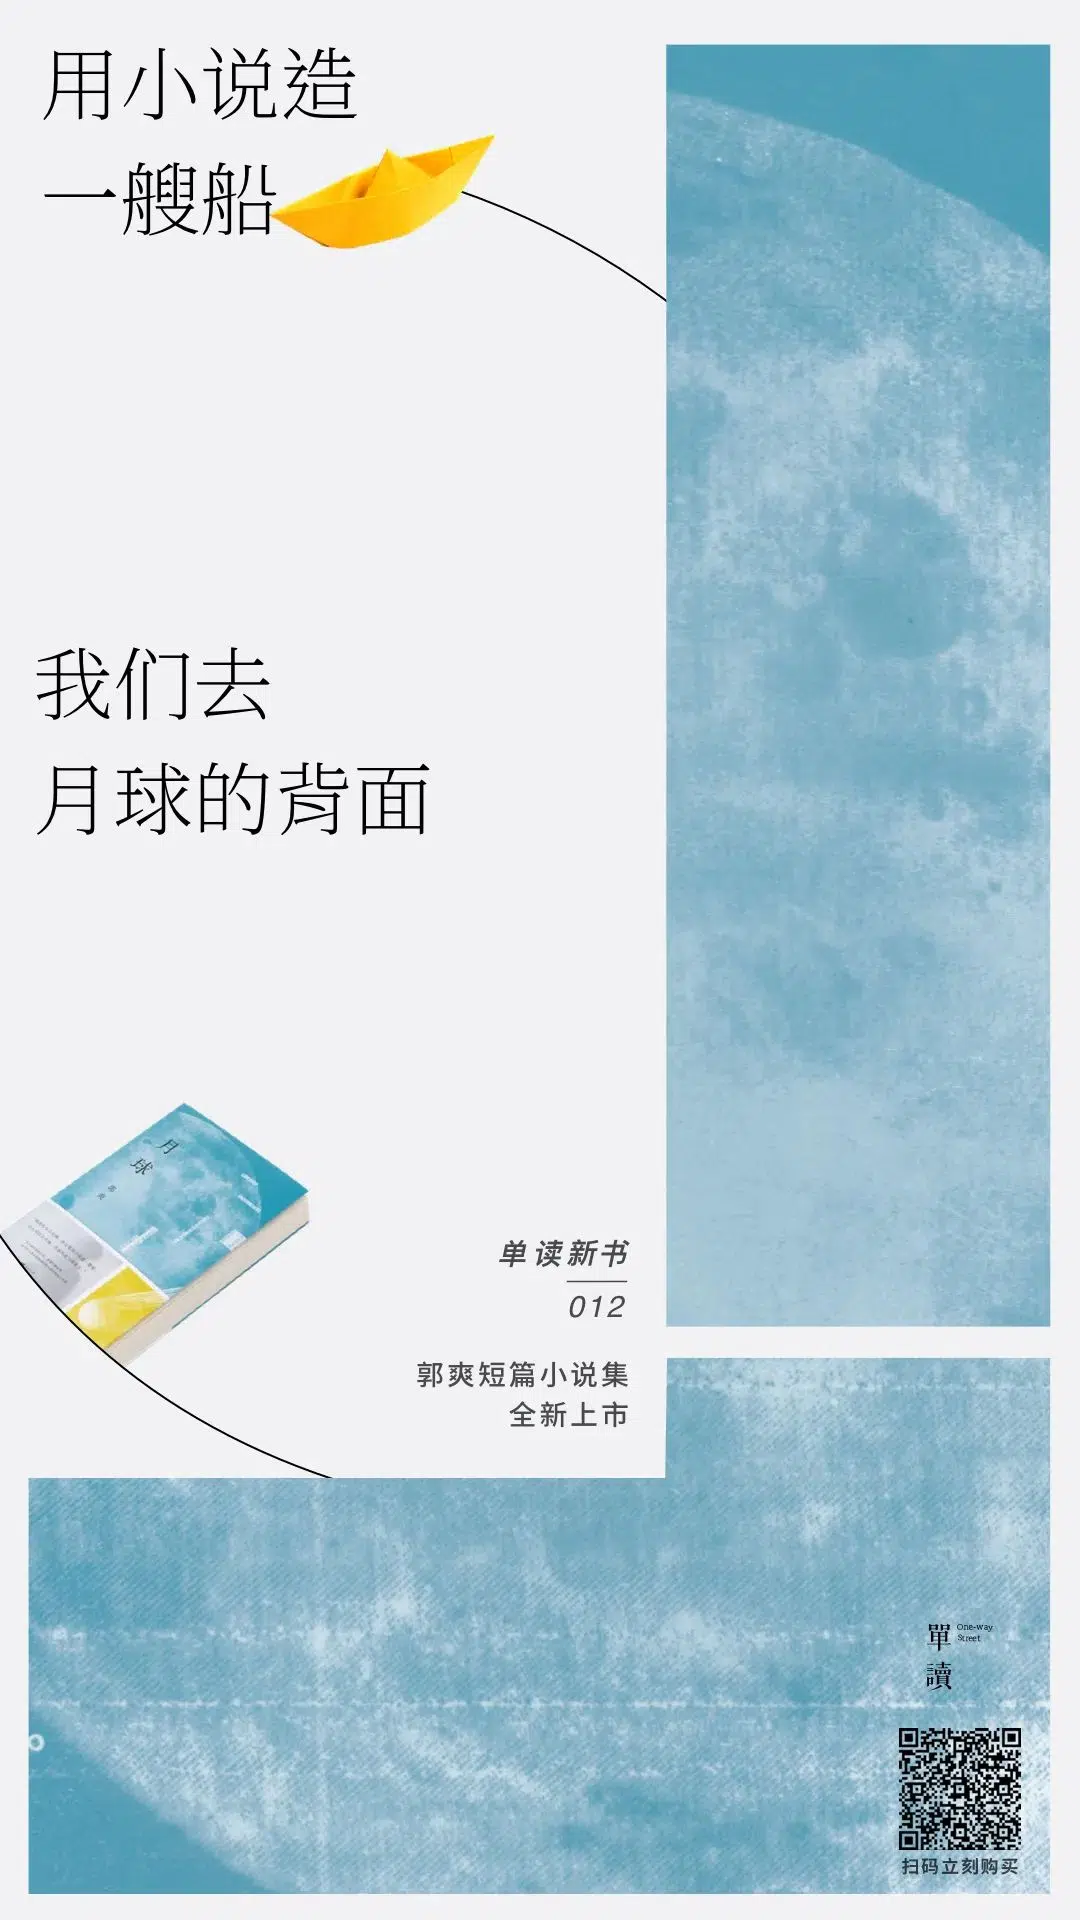 用小说造
一艘船
我们去
月球的背面
月球
郭爽
单读新书
012
郭爽短篇小说集
全新上市
單讀
One-way
Street
扫码立刻购买